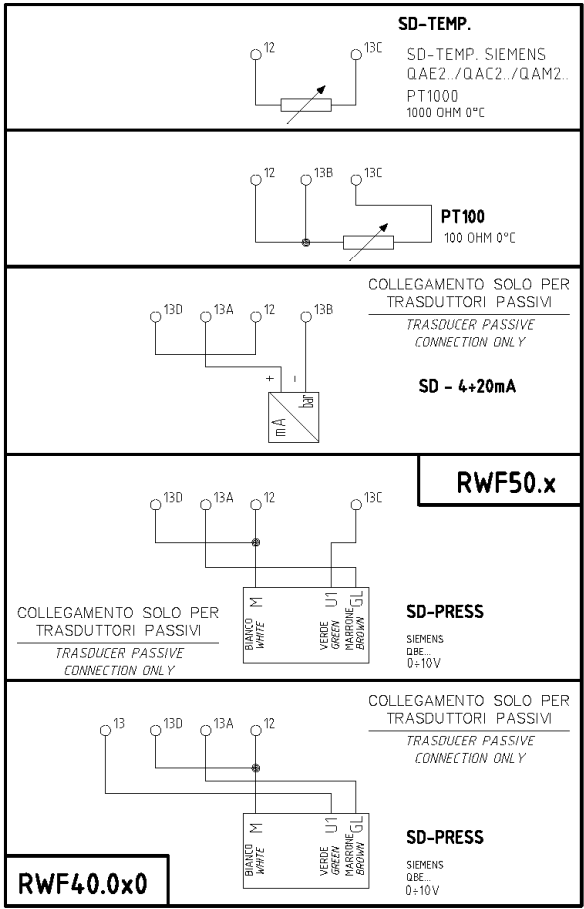 SD-TEMP.
12 13C
SD-TEMP. SIEMENS
QAE2../QAC2../QAM2..
PT1000
1000 OHM 0°C
12 13B 13C
PT100
100 OHM 0°C
COLLEGAMENTO SOLO PER
TRASDUTTORI PASSIVI
TRASDUCER PASSIVE
CONNECTION ONLY
13D 13A 12 13B
+ -
mA bar
SD - 4÷20mA
RWF50.x
13D 13A 12 13C
M U1 GL
BIANCO
WHITE
VERDE
GREEN
MARRONE
BROWN
COLLEGAMENTO SOLO PER
TRASDUTTORI PASSIVI
TRASDUCER PASSIVE
CONNECTION ONLY
SD-PRESS
SIEMENS
QBE...
0÷10V
COLLEGAMENTO SOLO PER
TRASDUTTORI PASSIVI
TRASDUCER PASSIVE
CONNECTION ONLY
13 13D 13A 12
M U1 GL
BIANCO
WHITE
VERDE
GREEN
MARRONE
BROWN
SD-PRESS
SIEMENS
QBE...
0÷10V
RWF40.0x0